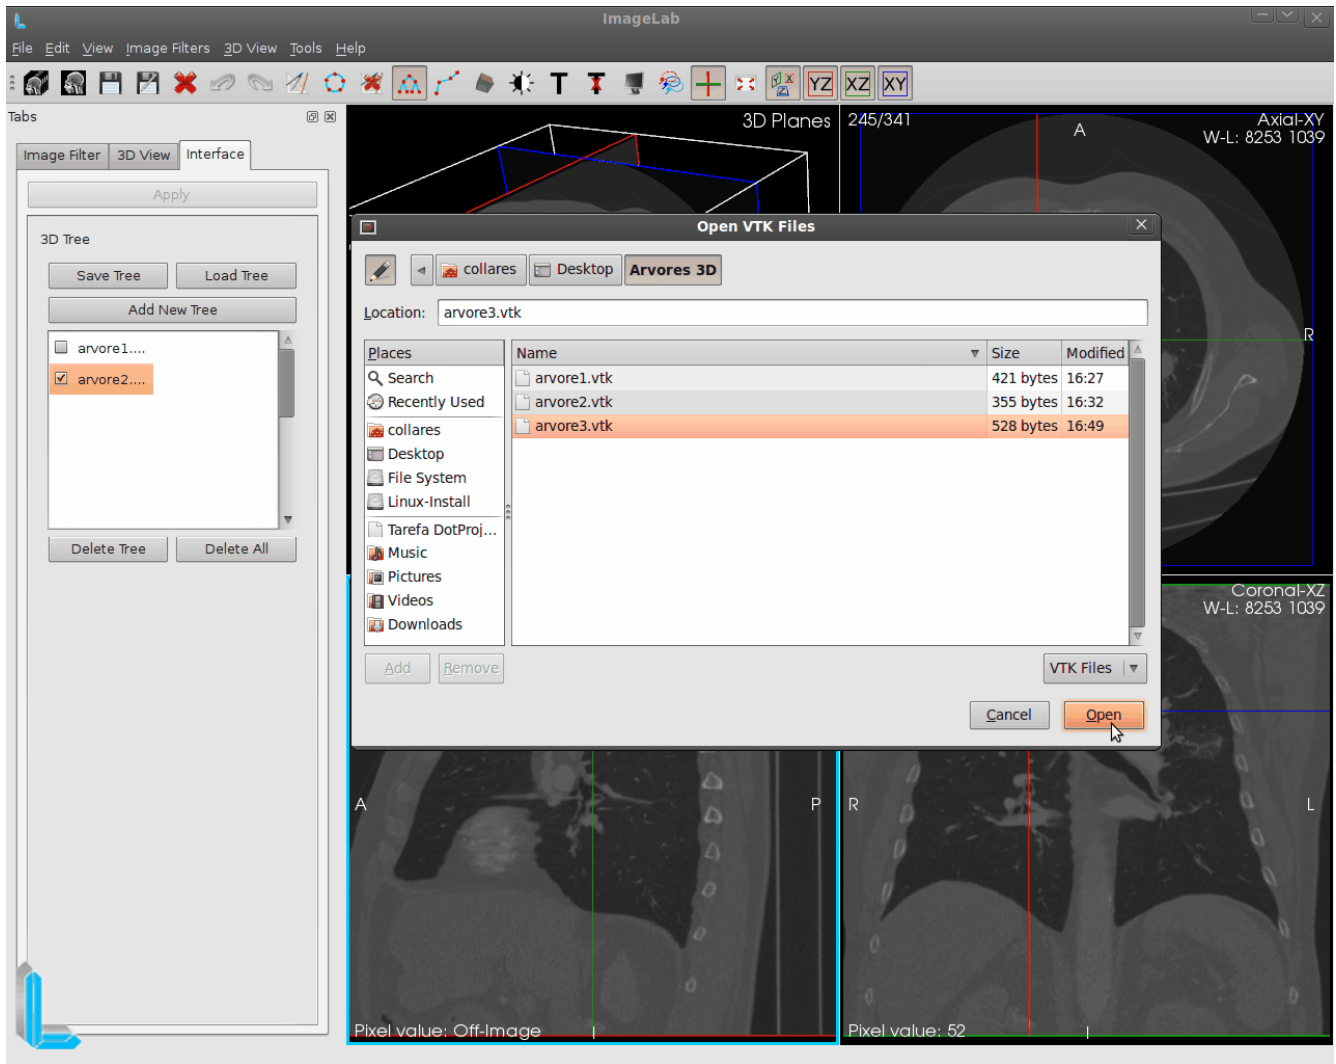 ImageLab
File Edit View Image Filters 3D View Tools Help
T YZ XZ XY
Tabs
Image Filter 3D View Interface
Apply
3D Tree
Save Tree Load Tree
Add New Tree
arvore1....
arvore2....
Delete Tree Delete All
3D Planes
245/341 A Axial-XY
W-L: 8253 1039
R
Open VTK Files
collares Desktop Arvores 3D
Location: arvore3.vtk
Places Name Size Modified
Search arvore1.vtk 421 bytes 16:27
Recently Used arvore2.vtk 355 bytes 16:32
collares arvore3.vtk 528 bytes 16:49
Desktop
File System
Linux-Install
Tarefa DotProj...
Music
Pictures
Videos
Downloads
Add Remove VTK Files
Cancel Open
Coronal-XZ
W-L: 8253 1039
A P R L
Pixel value: Off-Image Pixel value: 52